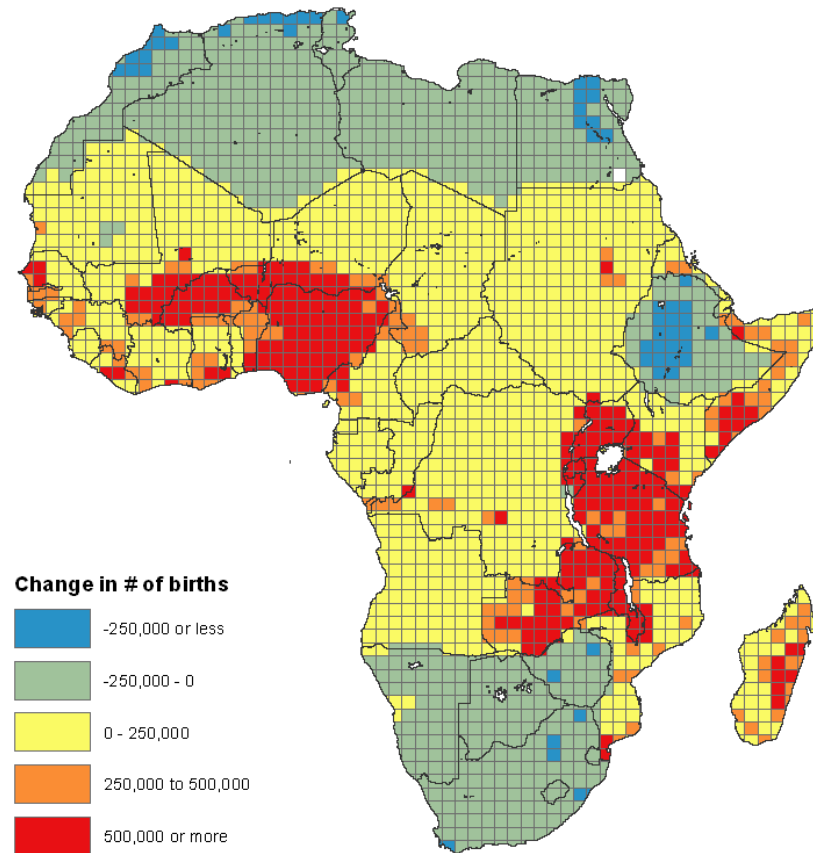 Change in # of births
-250,000 or less
-250,000 - 0
0 - 250,000
250,000 to 500,000
500,000 or more